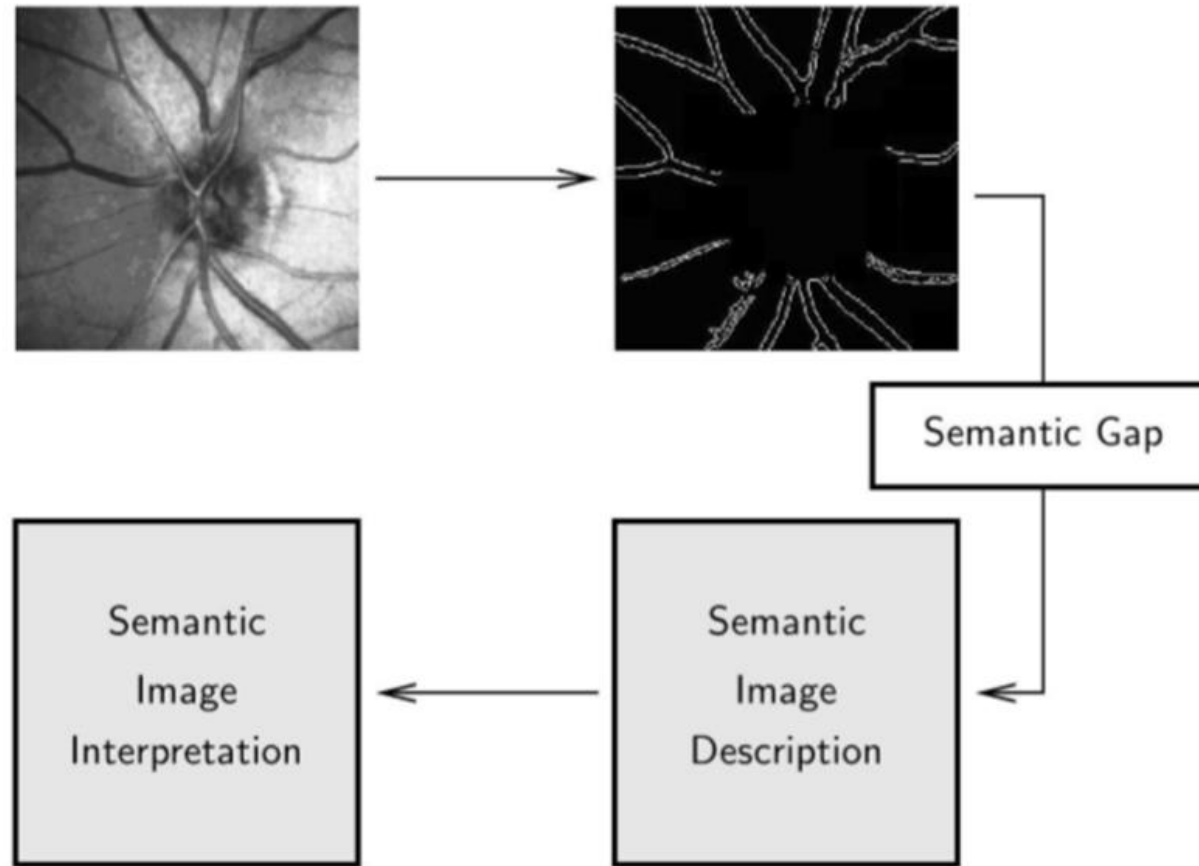 Semantic Gap
Semantic
Image
Interpretation
Semantic
Image
Description